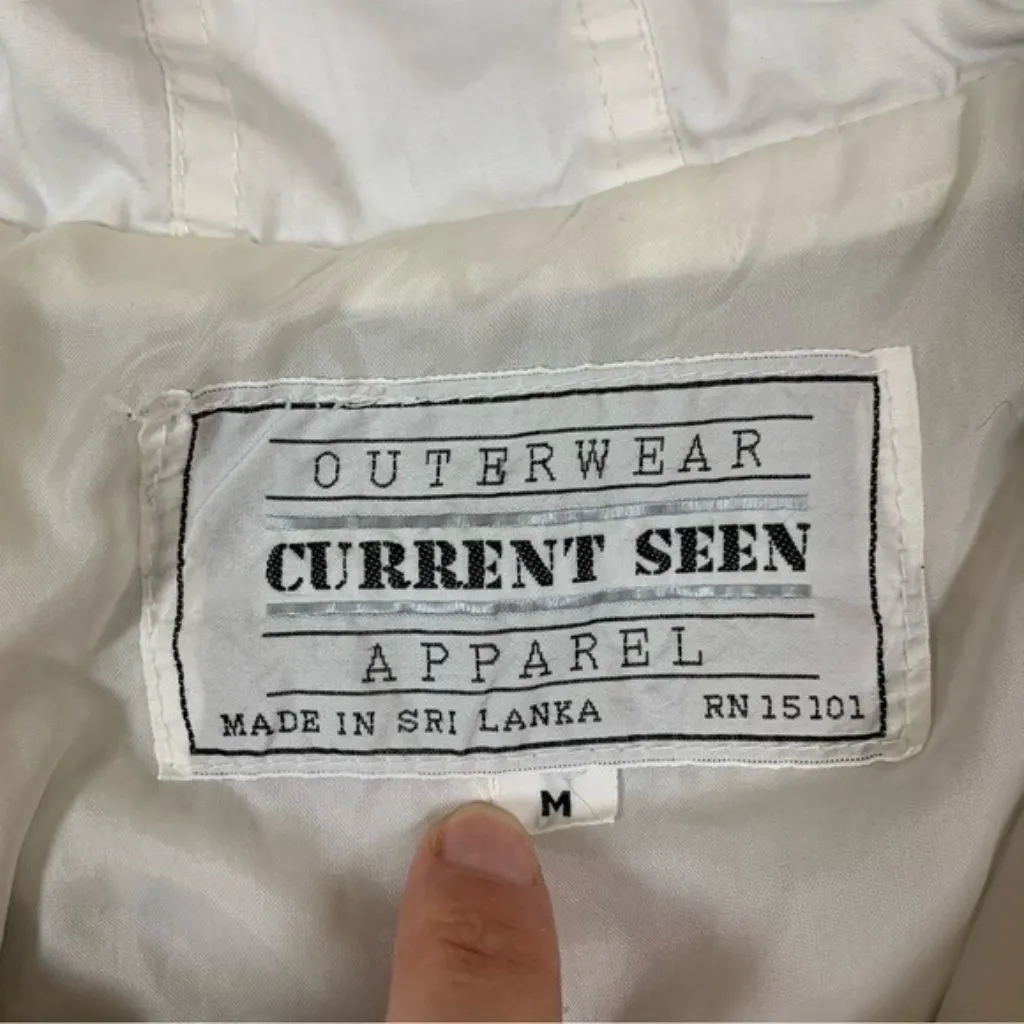 OUTERWEAR
CURRENT SEEN
APPAREL
MADE IN SRI LANKA RN 15101
M